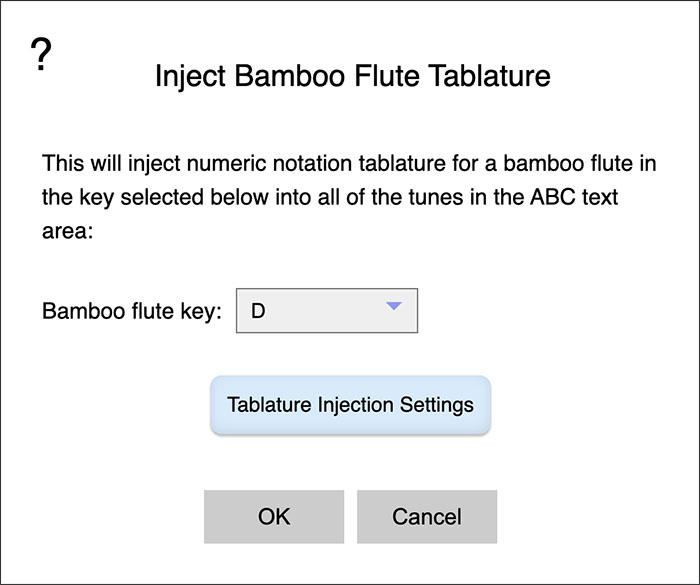 ?
Inject Bamboo Flute Tablature
This will inject numeric notation tablature for a bamboo flute in
the key selected below into all of the tunes in the ABC text
area:
Bamboo flute key: D
Tablature Injection Settings
OK Cancel